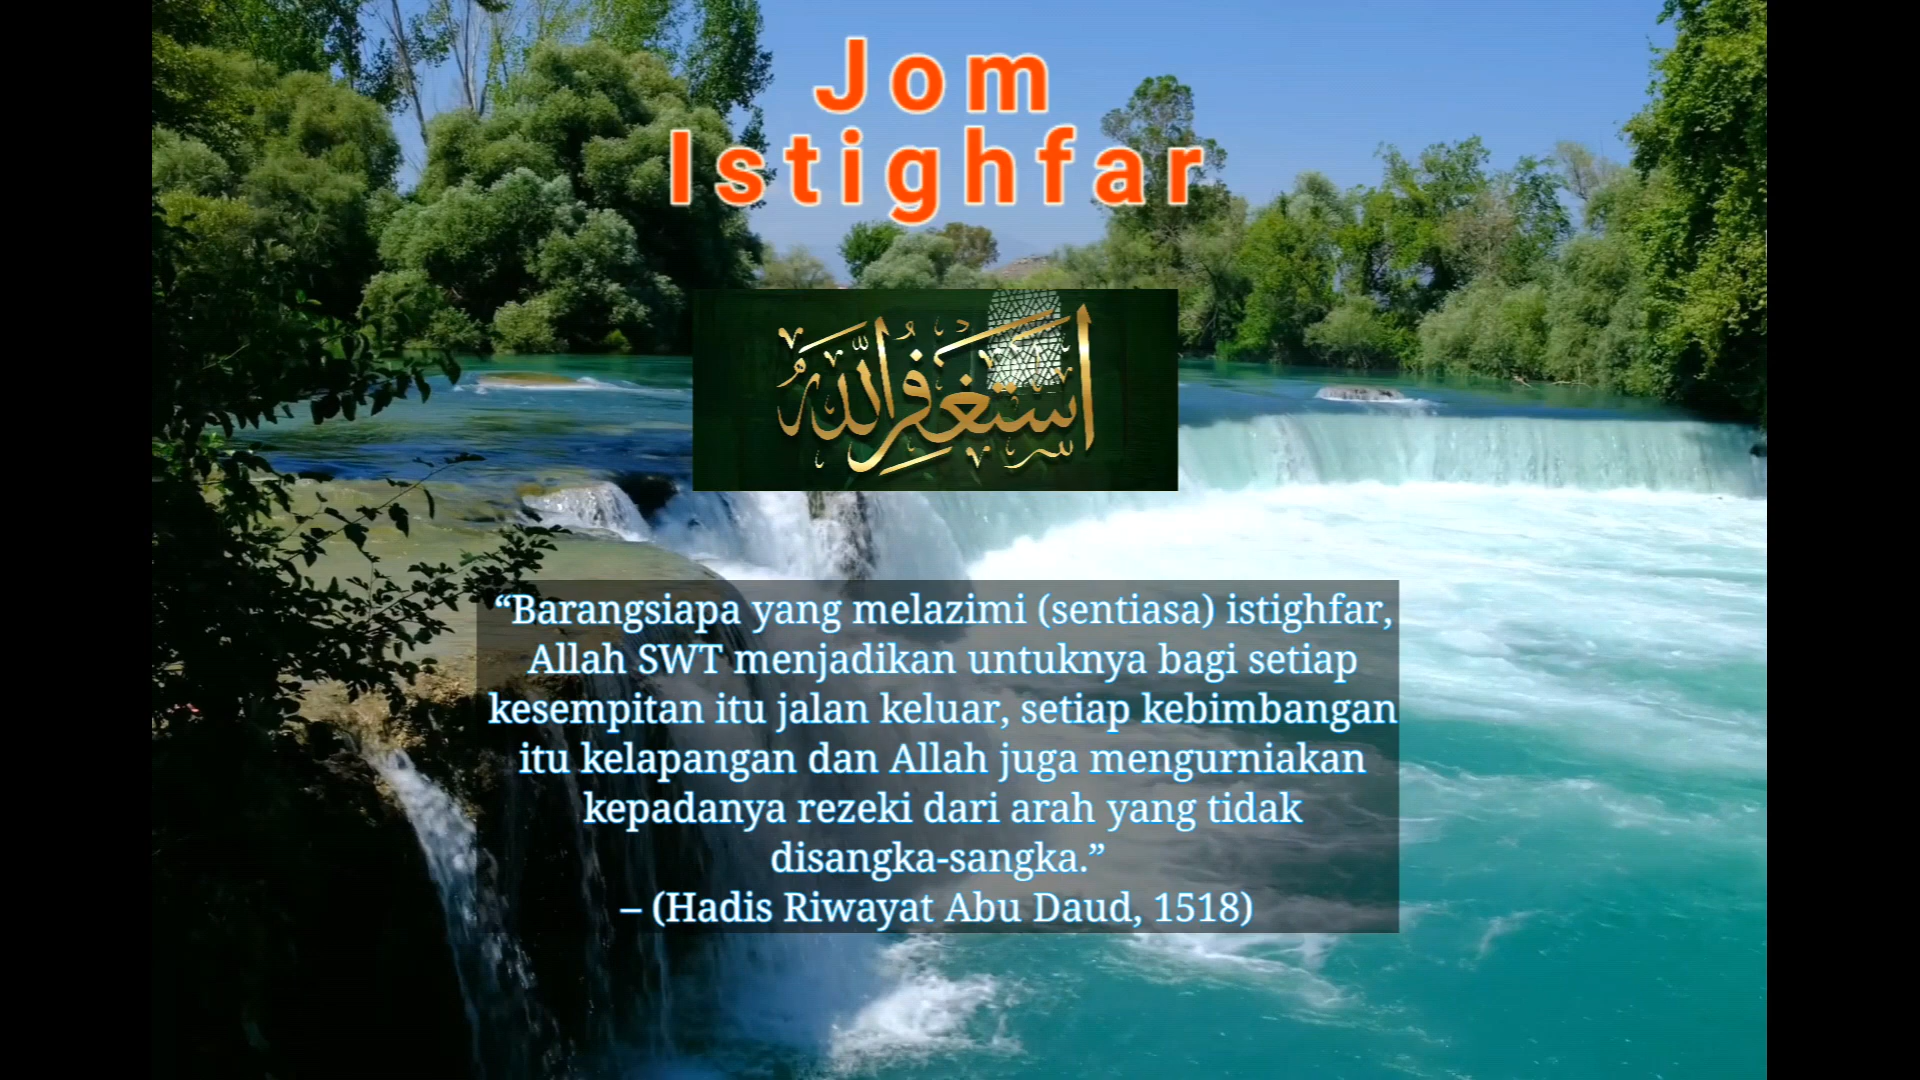 Jom
Istighfar
أَسْتَغْفِرُ اللهَ
“Barangsiapa yang melazimi (sentiasa) istighfar,
Allah SWT menjadikan untuknya bagi setiap
kesempitan itu jalan keluar, setiap kebimbangan
itu kelapangan dan Allah juga mengurniakan
kepadanya rezeki dari arah yang tidak
disangka-sangka.”
– (Hadis Riwayat Abu Daud, 1518)